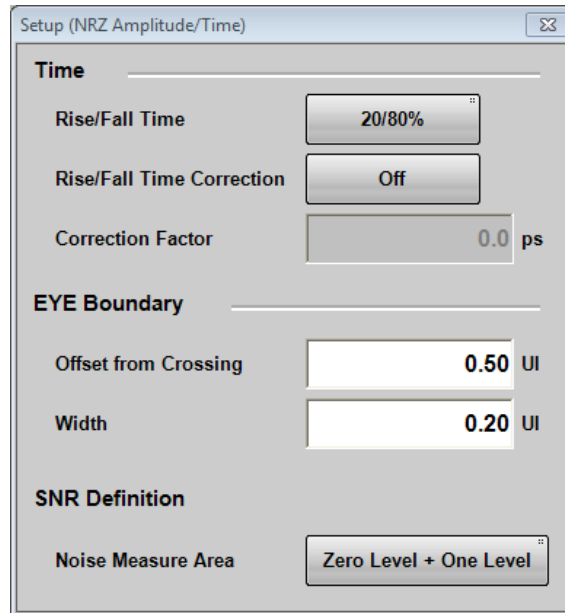 Setup (NRZ Amplitude/Time)
Time
Rise/Fall Time 20/80%
Rise/Fall Time Correction Off
Correction Factor 0.0 ps
EYE Boundary
Offset from Crossing 0.50 UI
Width 0.20 UI
SNR Definition
Noise Measure Area Zero Level + One Level